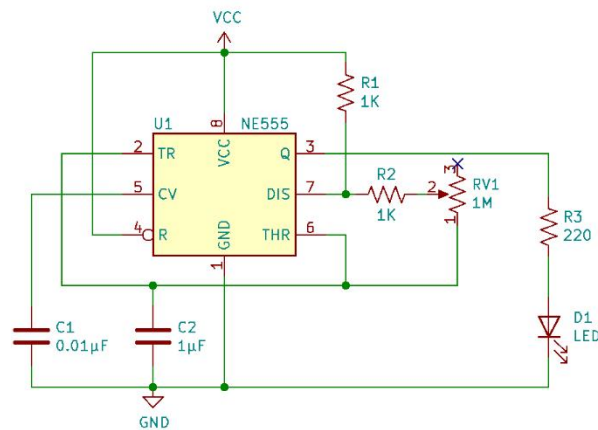 VCC
R1
1K
U1
NE555
8
VCC
2
TR
Q
3
5
CV
DIS
7
R2
1K
2
3
RV1
1M
1
4
R
GND
THR
6
1
R3
220
C1
0.01µF
C2
1µF
D1
LED
GND